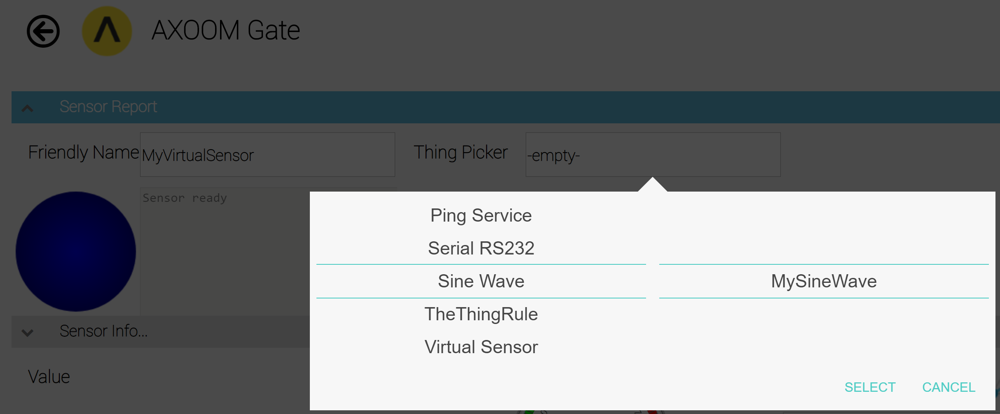 AXOOM Gate
Sensor Report
Friendly Name MyVirtualSensor Thing Picker -empty-
Sensor ready
Ping Service
Serial RS232
Sine Wave MySineWave
TheThingRule
Virtual Sensor
Sensor Info...
Value
SELECT CANCEL